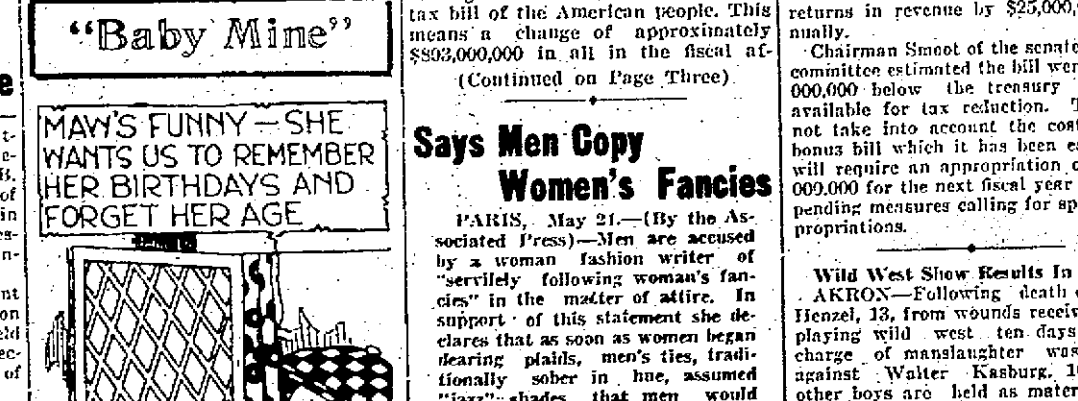 "Baby Mine"
MAW'S FUNNY — SHE
WANTS US TO REMEMBER
HER BIRTHDAYS AND
FORGET HER AGE
tax bill of the American people. This
means a change of approximately
$893,000,000 in all in the fiscal af-
(Continued on Page Three)
Says Men Copy
Women's Fancies
PARIS, May 21.—(By the As-
sociated Press)—Men are accused
by a woman fashion writer of
"servilely following woman's fan-
cies" in the matter of attire. In
support of this statement she de-
clares that as soon as women began
dearing plaids, men's ties, tradi-
tionally sober in hue, assumed
"jazz" shades, that men would
returns in revenue by $25,000,
nually.
Chairman Smoot of the senate
committee estimated the bill wer
000,000 below the treasury
available for tax reduction. T
not take into account the cost
bonus bill which it has been e
will require an appropriation o
000,000 for the next fiscal year
pending measures calling for ap
propriations.
Wild West Show Results In
AKRON—Following death o
Henzel, 13, from wounds receiv
playing wild west ten days
charge of manslaughter was
against Walter Kasburg, 1
other boys are held as mater